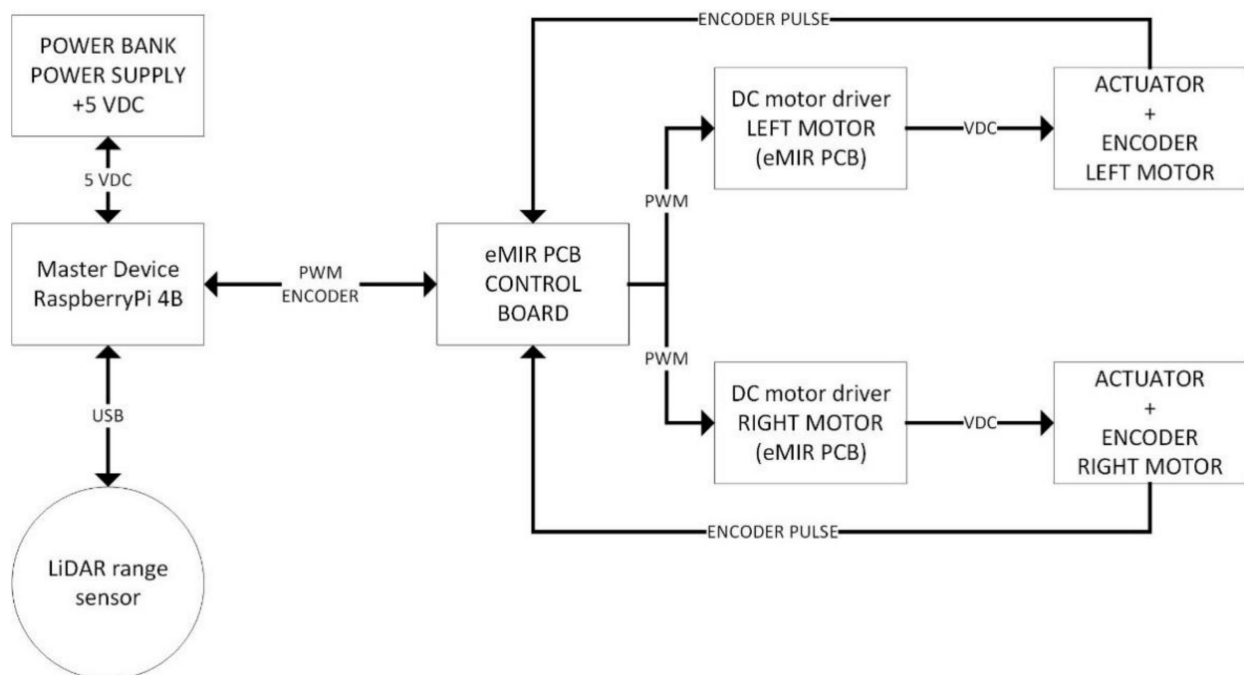 ENCODER PULSE
POWER BANK
POWER SUPPLY
+5 VDC
DC motor driver
LEFT MOTOR
(eMIR PCB)
VDC
ACTUATOR
+
ENCODER
LEFT MOTOR
5 VDC
PWM
Master Device
RaspberryPi 4B
PWM
ENCODER
eMIR PCB
CONTROL
BOARD
PWM
DC motor driver
RIGHT MOTOR
(eMIR PCB)
VDC
ACTUATOR
+
ENCODER
RIGHT MOTOR
USB
ENCODER PULSE
LiDAR range
sensor